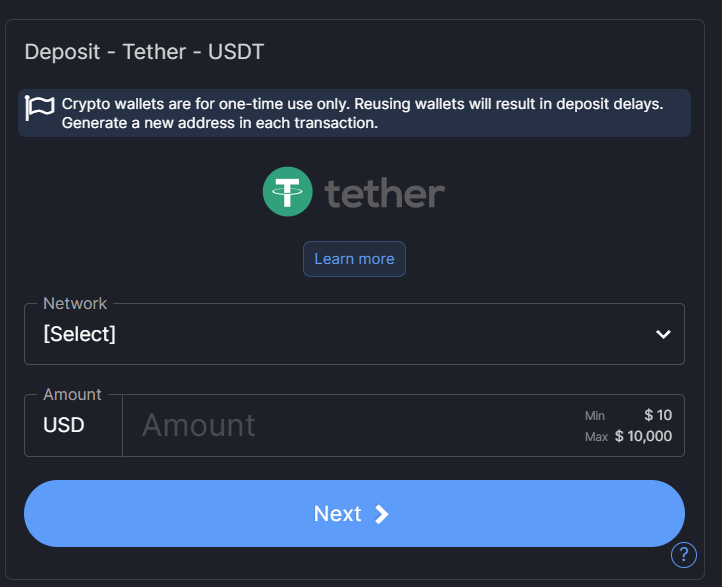 Deposit - Tether - USDT
Crypto wallets are for one-time use only. Reusing wallets will result in deposit delays.
Generate a new address in each transaction.
tether
Learn more
Network
[Select]
Amount
USD
Amount
Min $ 10
Max $ 10,000
Next
?